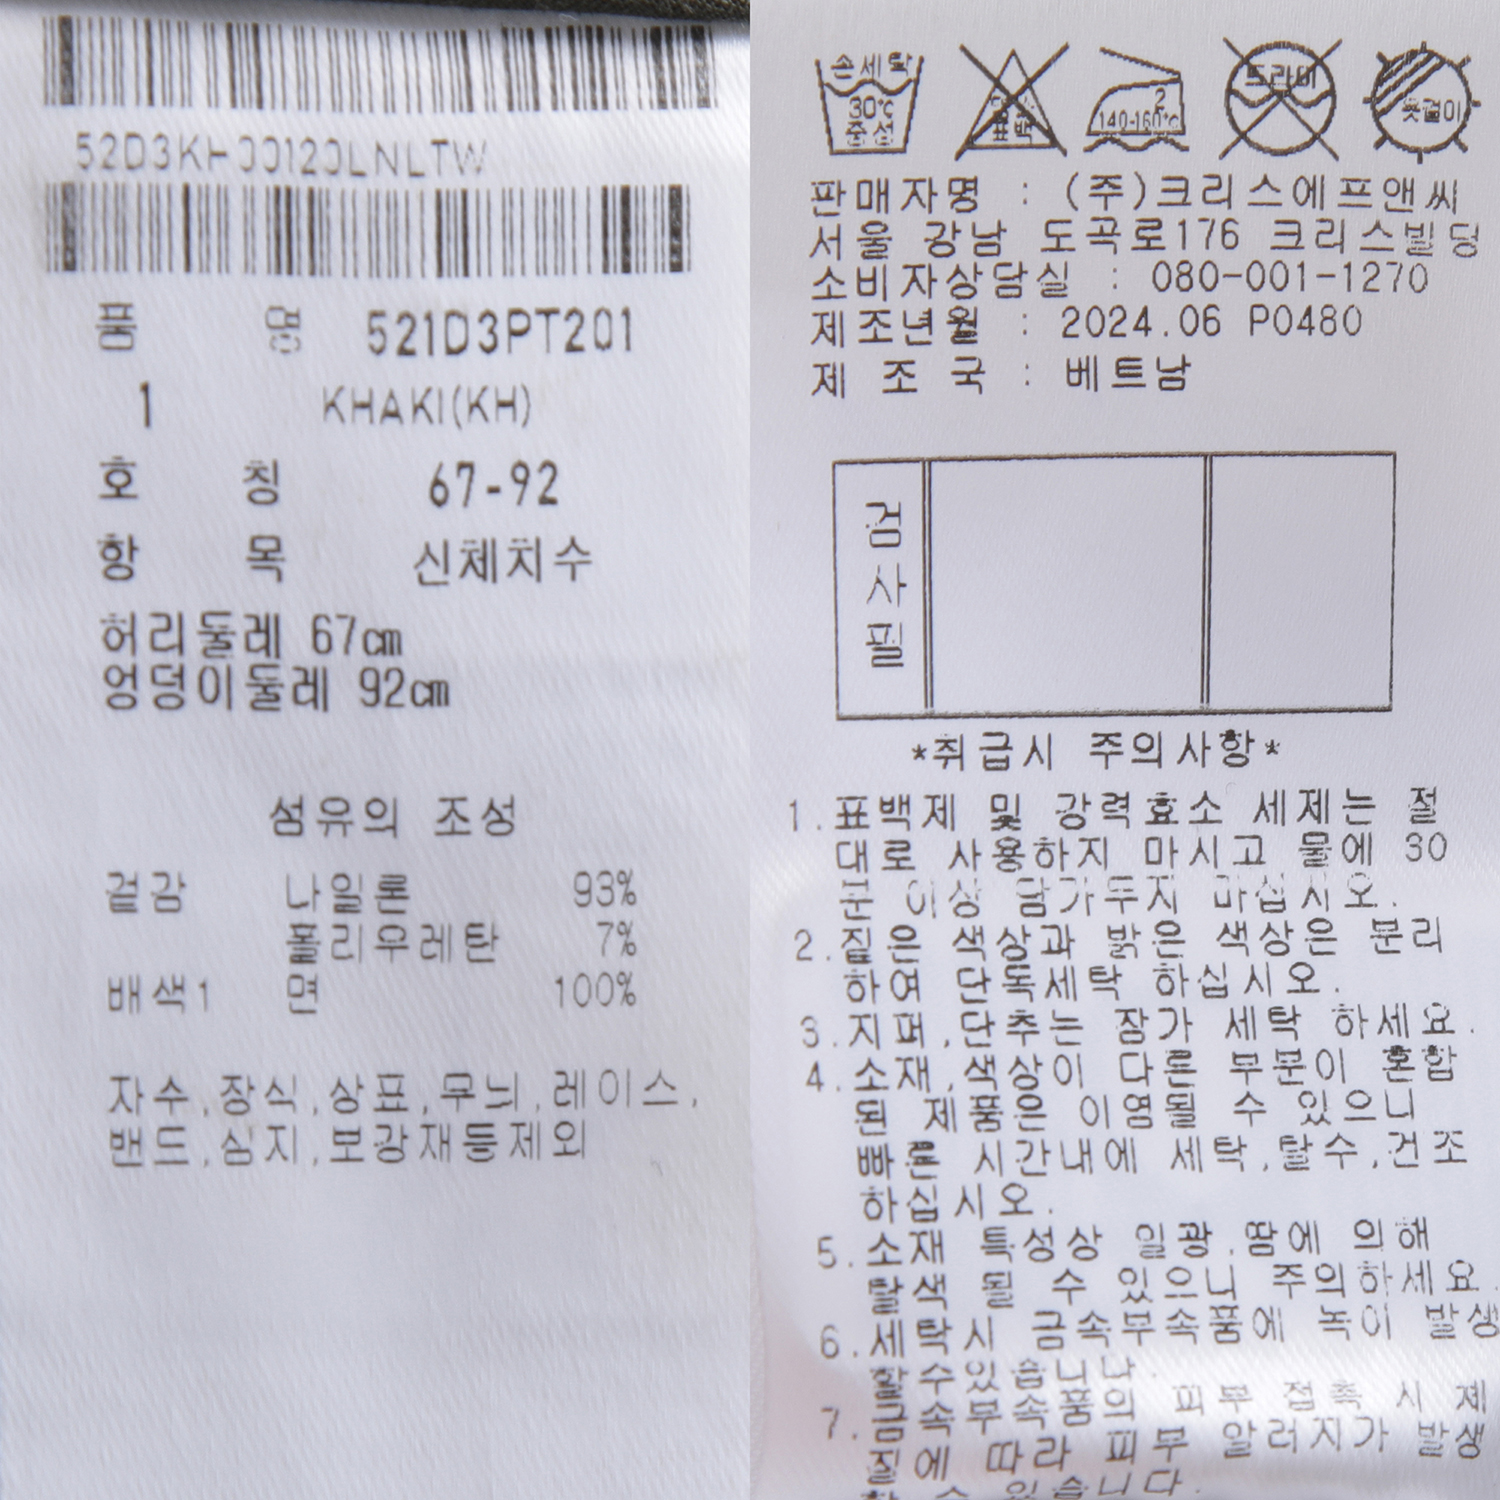 52D3KH00120LNLTW
품 명 521D3PT201
1 KHAKI(KH)
호 칭 67-92
항 목 신체치수
허리둘레 67cm
엉덩이둘레 92cm
섬유의 조성
겉감 나일론 93%
폴리우레탄 7%
배색1 면 100%
자수,장식,상표,무늬,레이스,
밴드,심지,보강재등제외
손세탁
30℃
중성
표백
2
140-160℃
드라이
옷걸이
판매자명 : (주)크리스에프앤씨
서울 강남 도곡로176 크리스빌딩
소비자상담실 : 080-001-1270
제조년월 : 2024.06 P0480
제 조 국 : 베트남
검사필
*취급시 주의사항*
1.표백제 및 강력효소 세제는 절
대로 사용하지 마시고 물에 30
분 이상 담가두지 마십시오.
2.짙은 색상과 밝은 색상은 분리
하여 단독세탁 하십시오.
3.지퍼,단추는 잠가 세탁 하세요.
4.소재,색상이 다른 부분이 혼합
된 제품은 이염될 수 있으니
빠른 시간내에 세탁,탈수,건조
하십시오.
5.소재 특성상 일광,땀에 의해
탈색 될 수 있으니 주의하세요.
6.세탁시 금속부속품에 녹이 발생
할 수있습니다.
7.금속부속품의 피부 접촉 시 체
질에 따라 피부 알러지가 발생
할 수 있습니다.